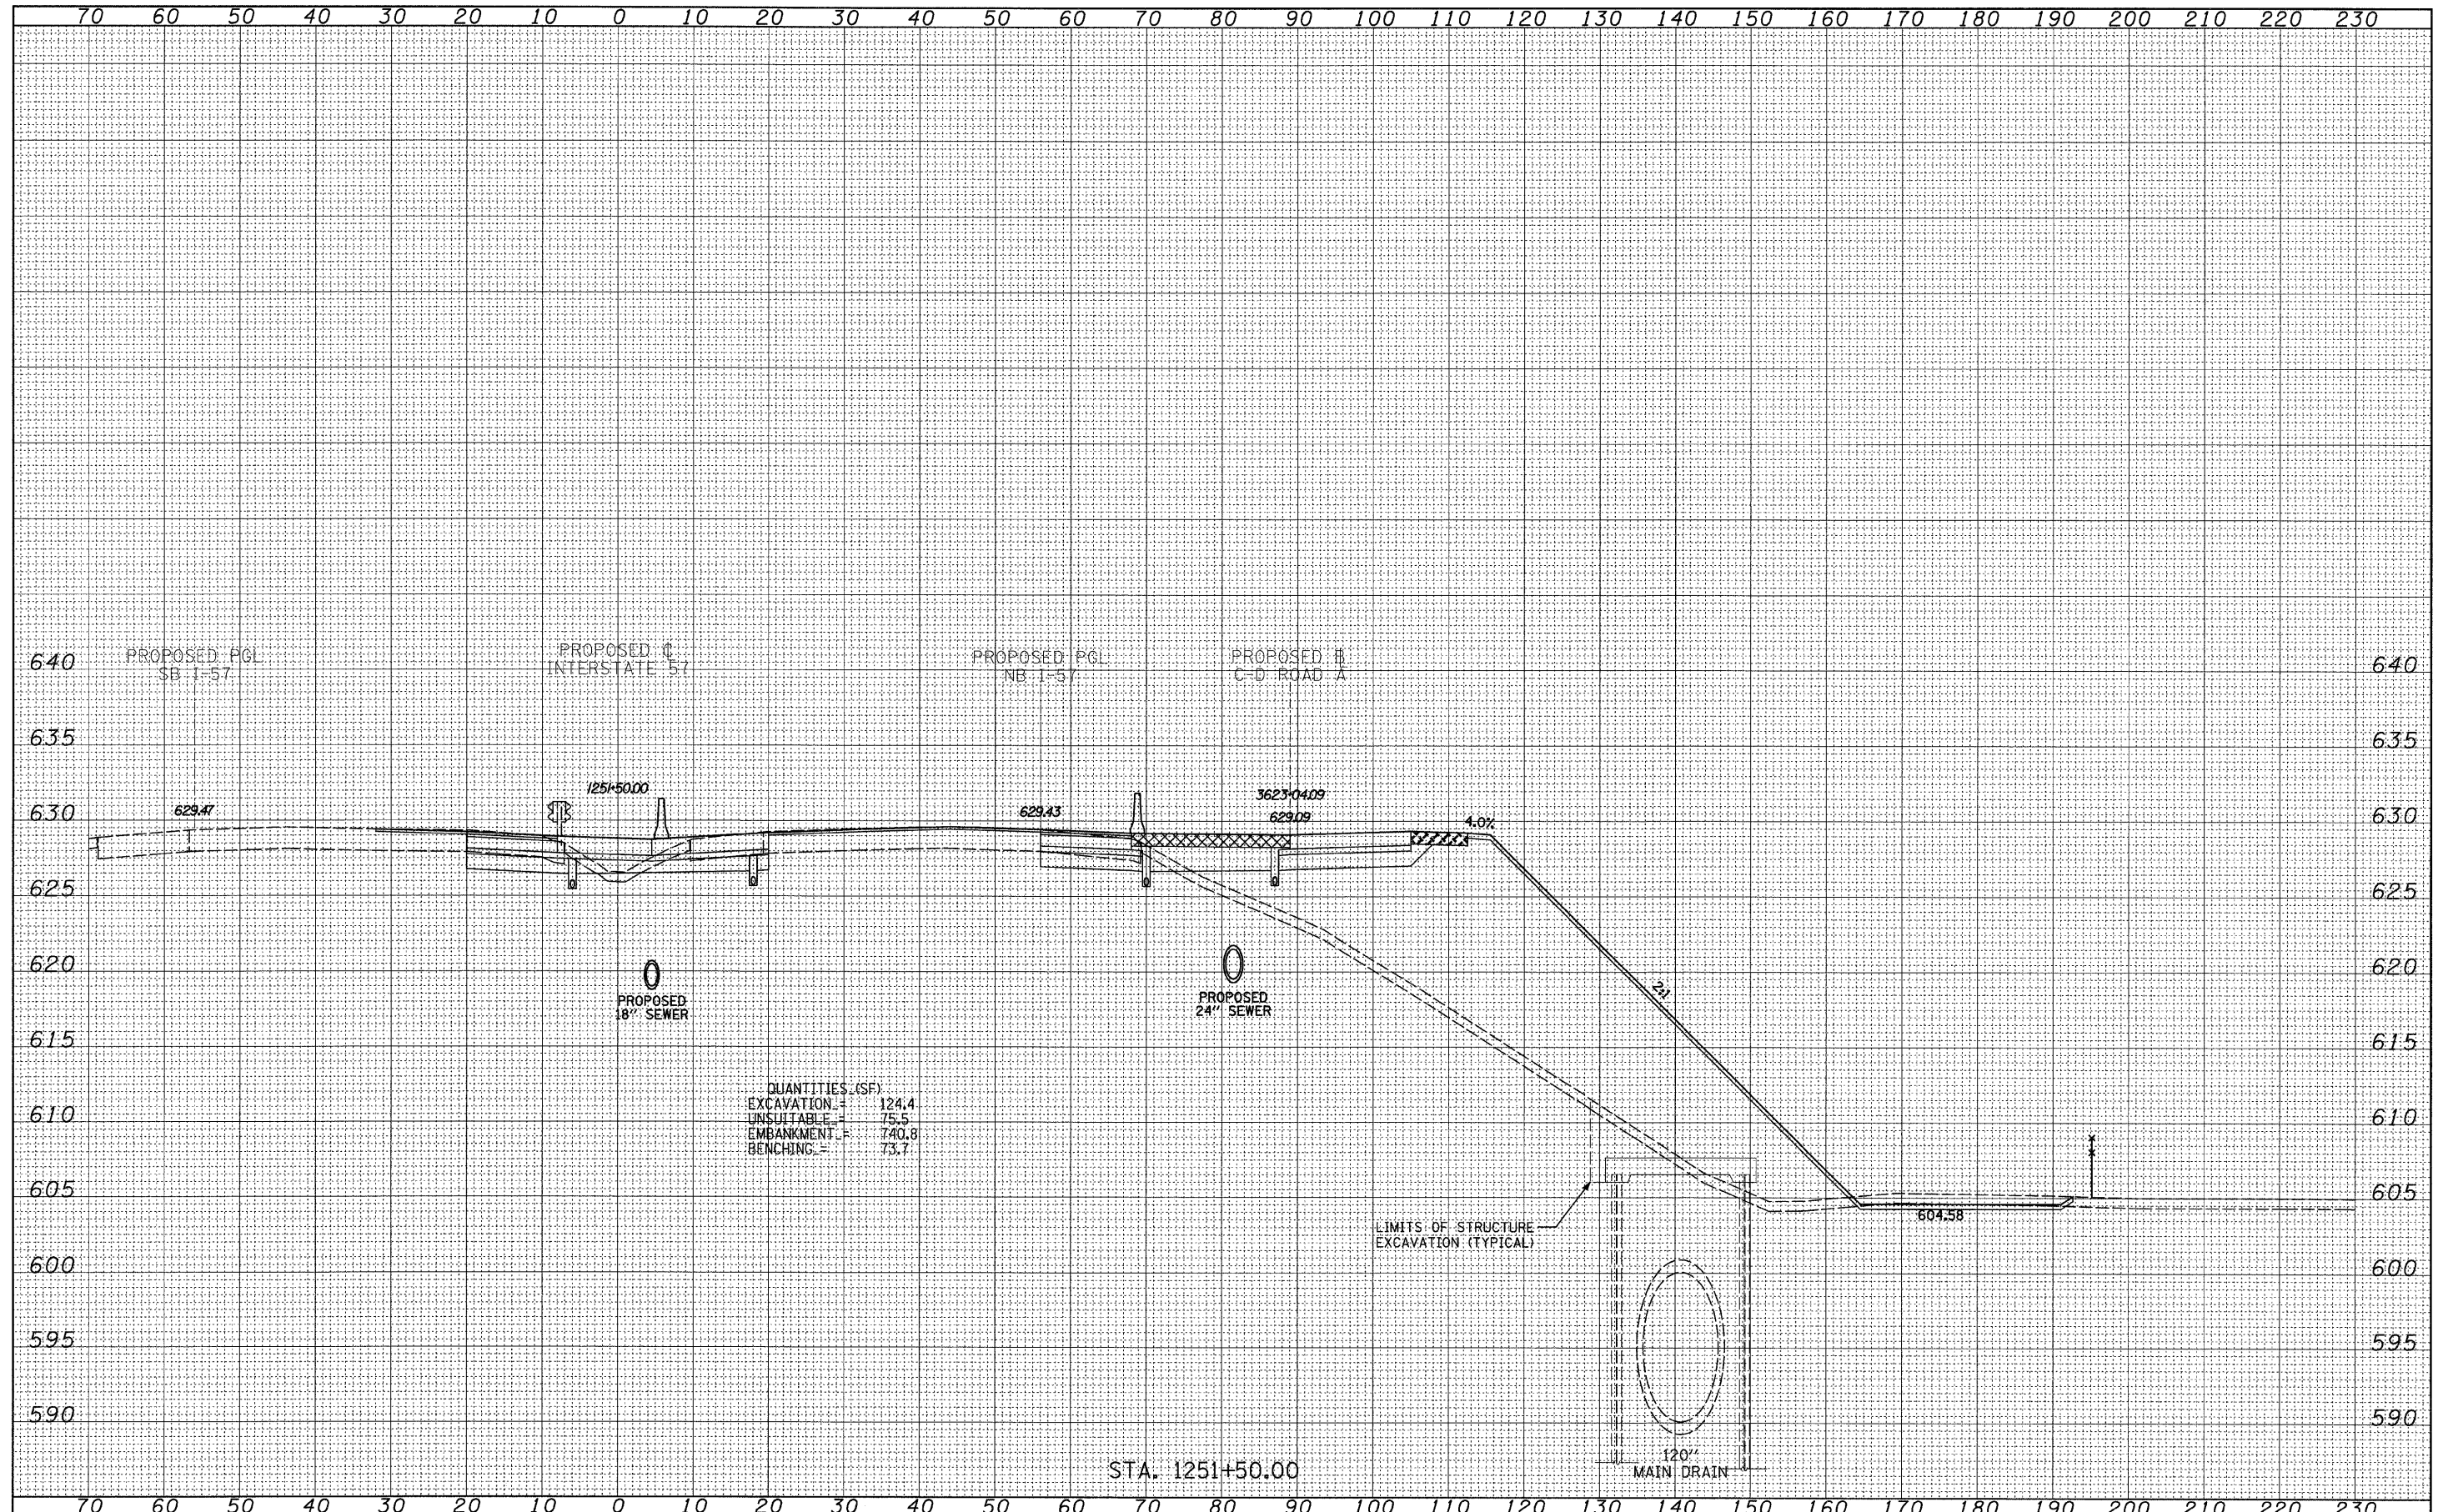 70 60 50 40 30 20 10 0 10 20 30 40 50 60 70 80 90 100 110 120 130 140 150 160 170 180 190 200 210 220 230
640 640
PROPOSED PGL
SB I-57
PROPOSED ℄
INTERSTATE 57
PROPOSED PGL
NB I-57
PROPOSED B
C-D ROAD A
635 635
1251+50.00
3623+04.09
630 630
629.47
629.43
629.09
4.0%
625 625
620 620
PROPOSED
18" SEWER
PROPOSED
24" SEWER
2:1
615 615
QUANTITIES (SF)
EXCAVATION = 124.4
UNSUITABLE = 75.5
EMBANKMENT = 740.8
BENCHING = 73.7
610 610
605 605
604.58
LIMITS OF STRUCTURE
EXCAVATION (TYPICAL)
600 600
595 595
590 590
120"
MAIN DRAIN
STA. 1251+50.00
70 60 50 40 30 20 10 0 10 20 30 40 50 60 70 80 90 100 110 120 130 140 150 160 170 180 190 200 210 220 230